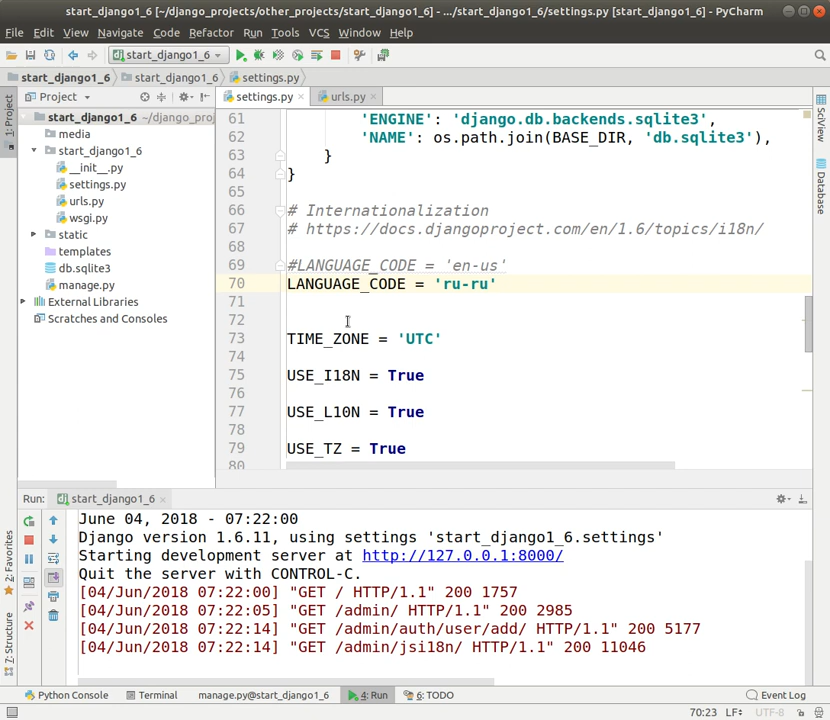 start_django1_6 [~/django_projects/other_projects/start_django1_6] - .../start_django1_6/settings.py [start_django1_6] - PyCharm
File Edit View Navigate Code Refactor Run Tools VCS Window Help
start_django1_6
start_django1_6 start_django1_6 settings.py
Project
settings.py urls.py
1: Project
start_django1_6 ~/django_proj
media
start_django1_6
__init__.py
settings.py
urls.py
wsgi.py
static
templates
db.sqlite3
manage.py
External Libraries
Scratches and Consoles
61 'ENGINE': 'django.db.backends.sqlite3',
62 'NAME': os.path.join(BASE_DIR, 'db.sqlite3'),
63 }
64 }
65
66 # Internationalization
67 # https://docs.djangoproject.com/en/1.6/topics/i18n/
68
69 #LANGUAGE_CODE = 'en-us'
70 LANGUAGE_CODE = 'ru-ru'
71
72
73 TIME_ZONE = 'UTC'
74
75 USE_I18N = True
76
77 USE_L10N = True
78
79 USE_TZ = True
80
SciView
Database
Run: start_django1_6
June 04, 2018 - 07:22:00
Django version 1.6.11, using settings 'start_django1_6.settings'
Starting development server at http://127.0.0.1:8000/
Quit the server with CONTROL-C.
[04/Jun/2018 07:22:00] "GET / HTTP/1.1" 200 1757
[04/Jun/2018 07:22:05] "GET /admin/ HTTP/1.1" 200 2985
[04/Jun/2018 07:22:14] "GET /admin/auth/user/add/ HTTP/1.1" 200 5177
[04/Jun/2018 07:22:14] "GET /admin/jsi18n/ HTTP/1.1" 200 11046
2: Favorites
7: Structure
Python Console Terminal manage.py@start_django1_6 4: Run 6: TODO Event Log
70:23 LF UTF-8